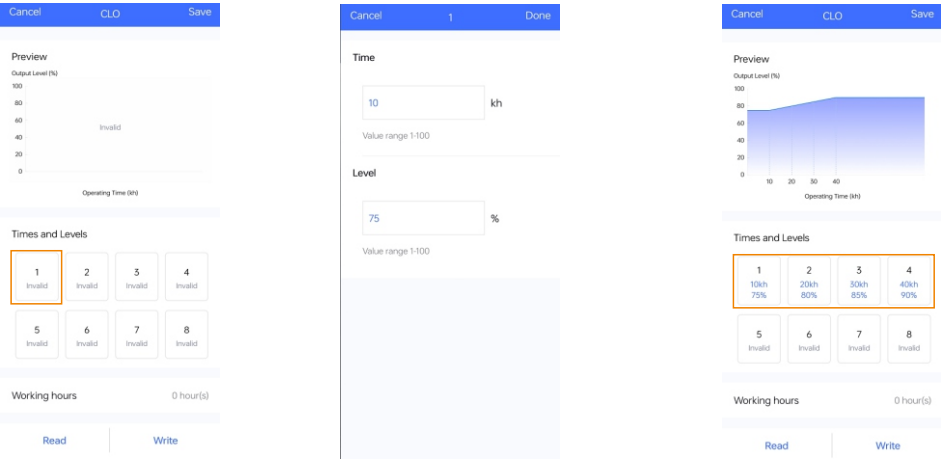 Cancel CLO Save
Preview
Output Level (%)
100
80
60
Invalid
40
20
0
Operating Time (kh)
Times and Levels
1 2 3 4
Invalid Invalid Invalid Invalid
5 6 7 8
Invalid Invalid Invalid Invalid
Working hours 0 hour(s)
Read Write
Cancel 1 Done
Time
10 kh
Value range 1-100
Level
75 %
Value range 1-100
Cancel CLO Save
Preview
Output Level (%)
100
80
60
40
20
0
10 20 30 40
Operating Time (kh)
Times and Levels
1 2 3 4
10kh 20kh 30kh 40kh
75% 80% 85% 90%
5 6 7 8
Invalid Invalid Invalid Invalid
Working hours 0 hour(s)
Read Write